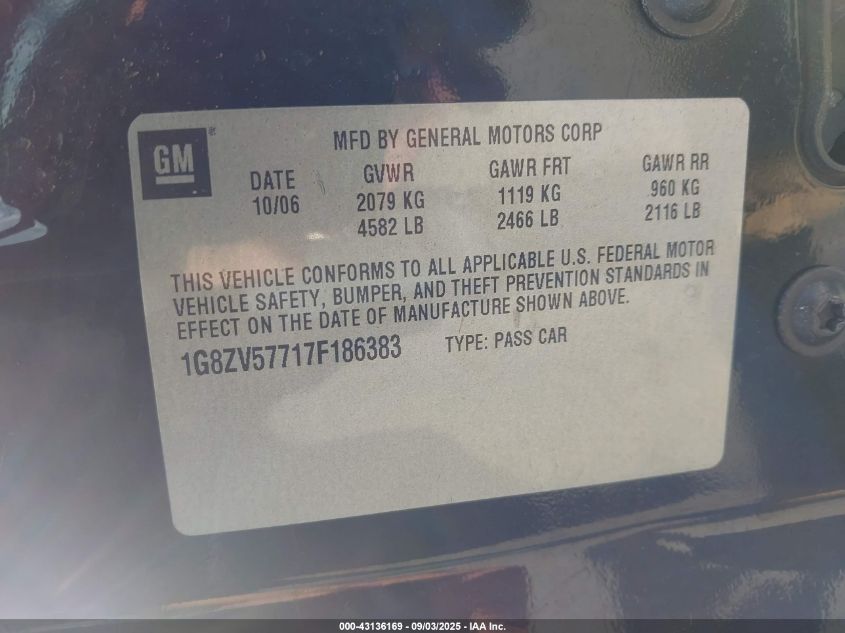 GM
MFD BY GENERAL MOTORS CORP
DATE GVWR GAWR FRT GAWR RR
10/06 2079 KG 1119 KG 960 KG
4582 LB 2466 LB 2116 LB
THIS VEHICLE CONFORMS TO ALL APPLICABLE U.S. FEDERAL MOTOR
VEHICLE SAFETY, BUMPER, AND THEFT PREVENTION STANDARDS IN
EFFECT ON THE DATE OF MANUFACTURE SHOWN ABOVE.
1G8ZV57717F186383 TYPE: PASS CAR
000-43136169 - 09/03/2025 - IAA Inc.